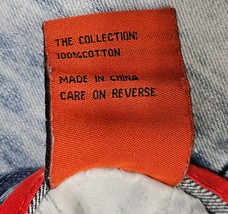 THE COLLECTION:
100%COTTON
MADE IN CHINA
CARE ON REVERSE